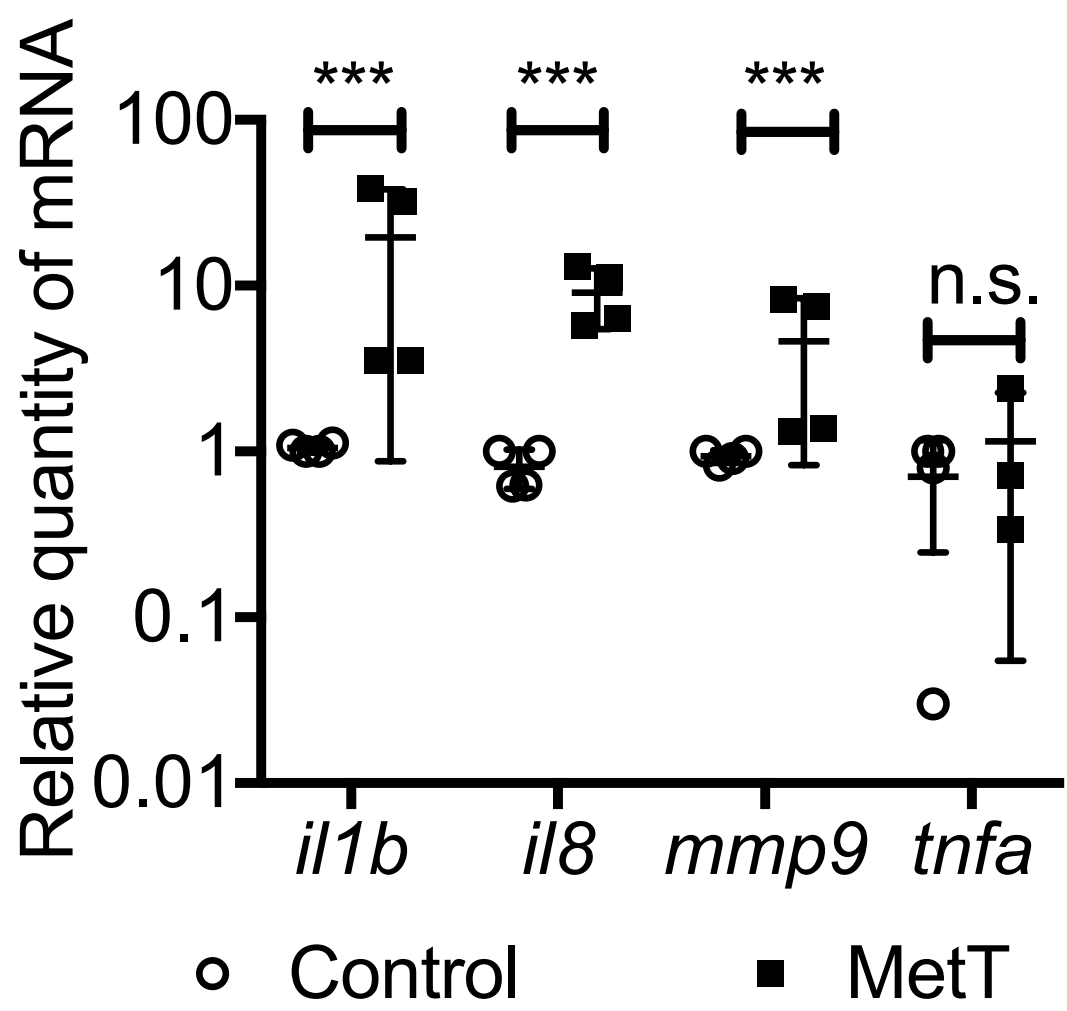 Relative quantity of mRNA
*** *** ***
100
10
n.s.
1
0.1
0.01
il1b il8 mmp9 tnfa
Control MetT